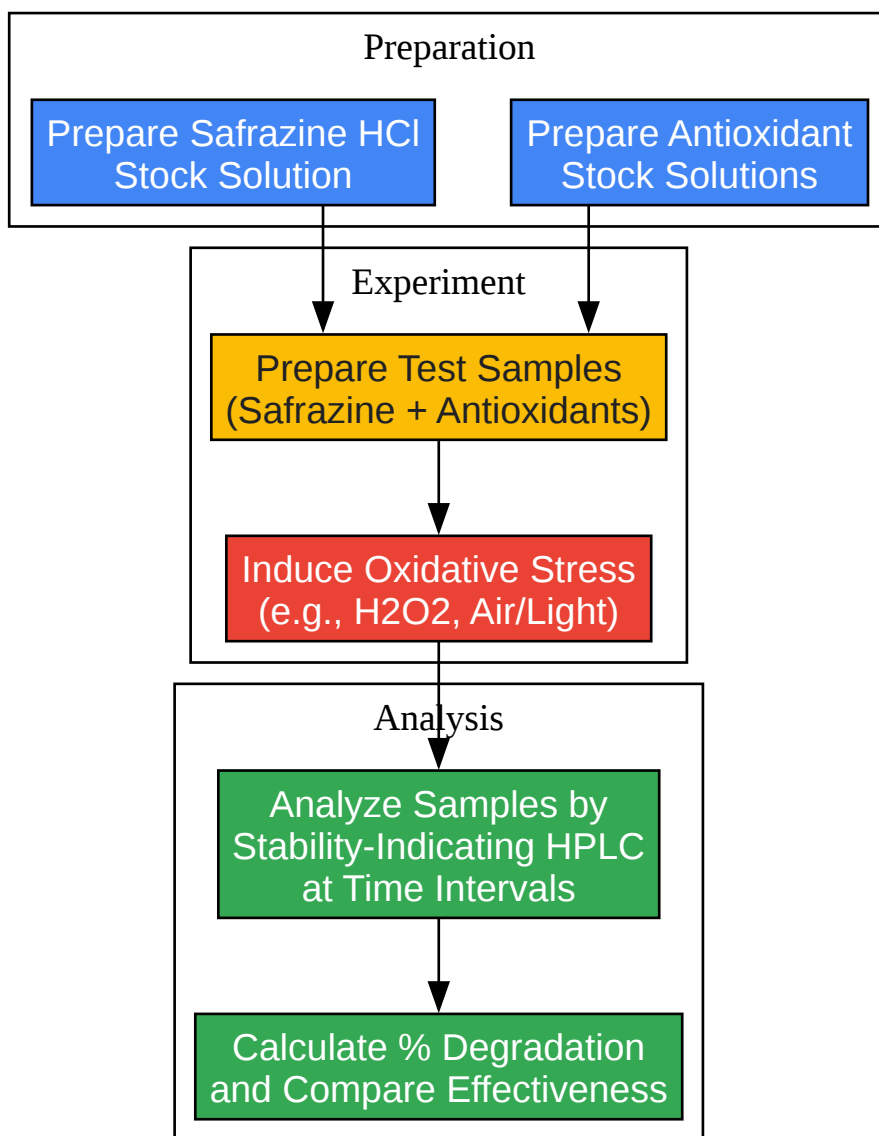 Preparation
Prepare Safrazine HCl
Stock Solution
Prepare Antioxidant
Stock Solutions
Experiment
Prepare Test Samples
(Safrazine + Antioxidants)
Induce Oxidative Stress
(e.g., H2O2, Air/Light)
Analysis
Analyze Samples by
Stability-Indicating HPLC
at Time Intervals
Calculate % Degradation
and Compare Effectiveness